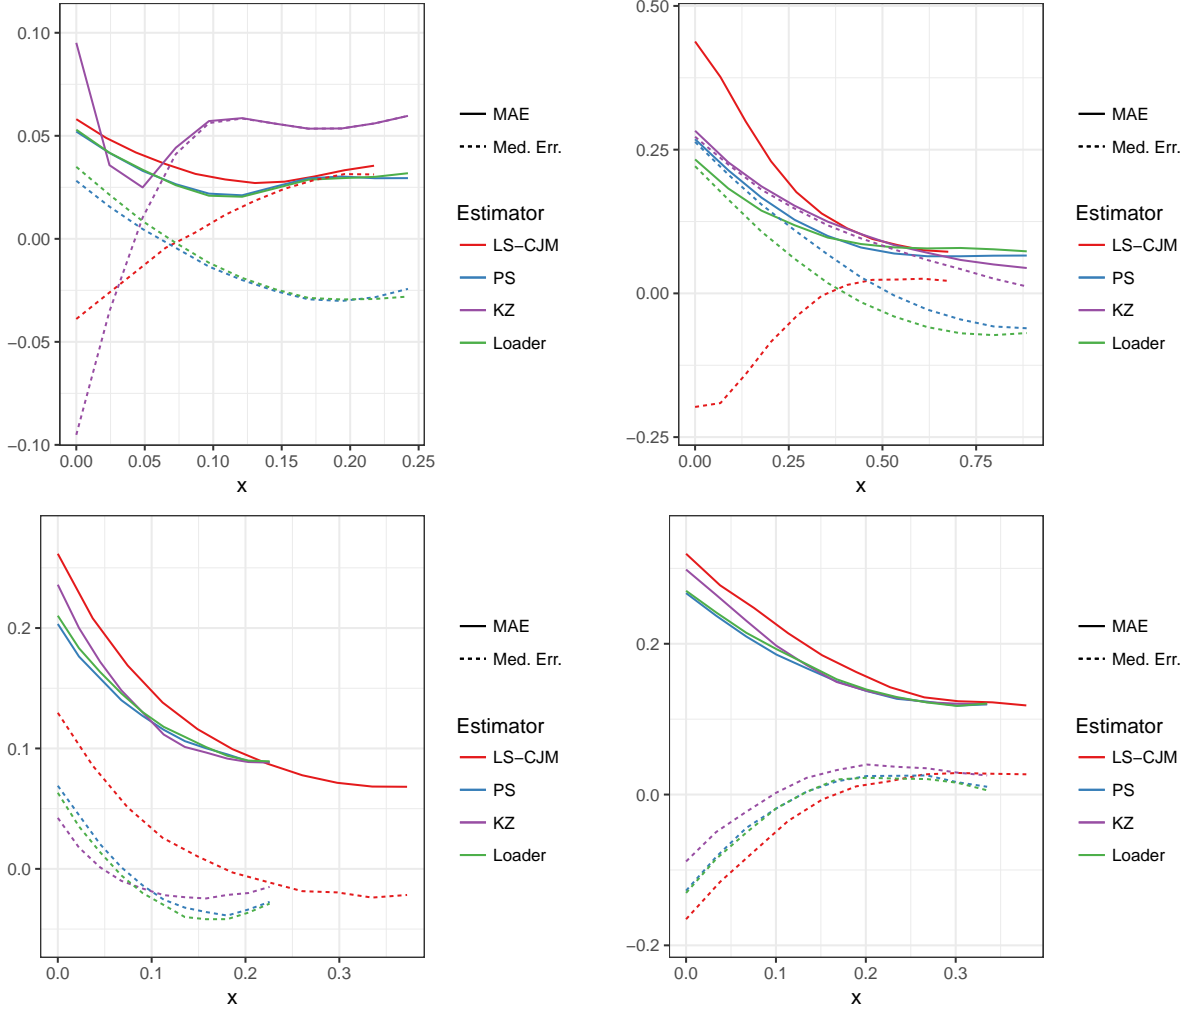 0.10
0.05
0.00
−0.05
−0.10
0.00 0.05 0.10 0.15 0.20 0.25
x
MAE
Med. Err.
Estimator
LS−CJM
PS
KZ
Loader
0.50
0.25
0.00
−0.25
0.00 0.25 0.50 0.75
x
MAE
Med. Err.
Estimator
LS−CJM
PS
KZ
Loader
0.2
0.1
0.0
0.0 0.1 0.2 0.3
x
MAE
Med. Err.
Estimator
LS−CJM
PS
KZ
Loader
0.2
0.0
−0.2
0.0 0.1 0.2 0.3
x
MAE
Med. Err.
Estimator
LS−CJM
PS
KZ
Loader